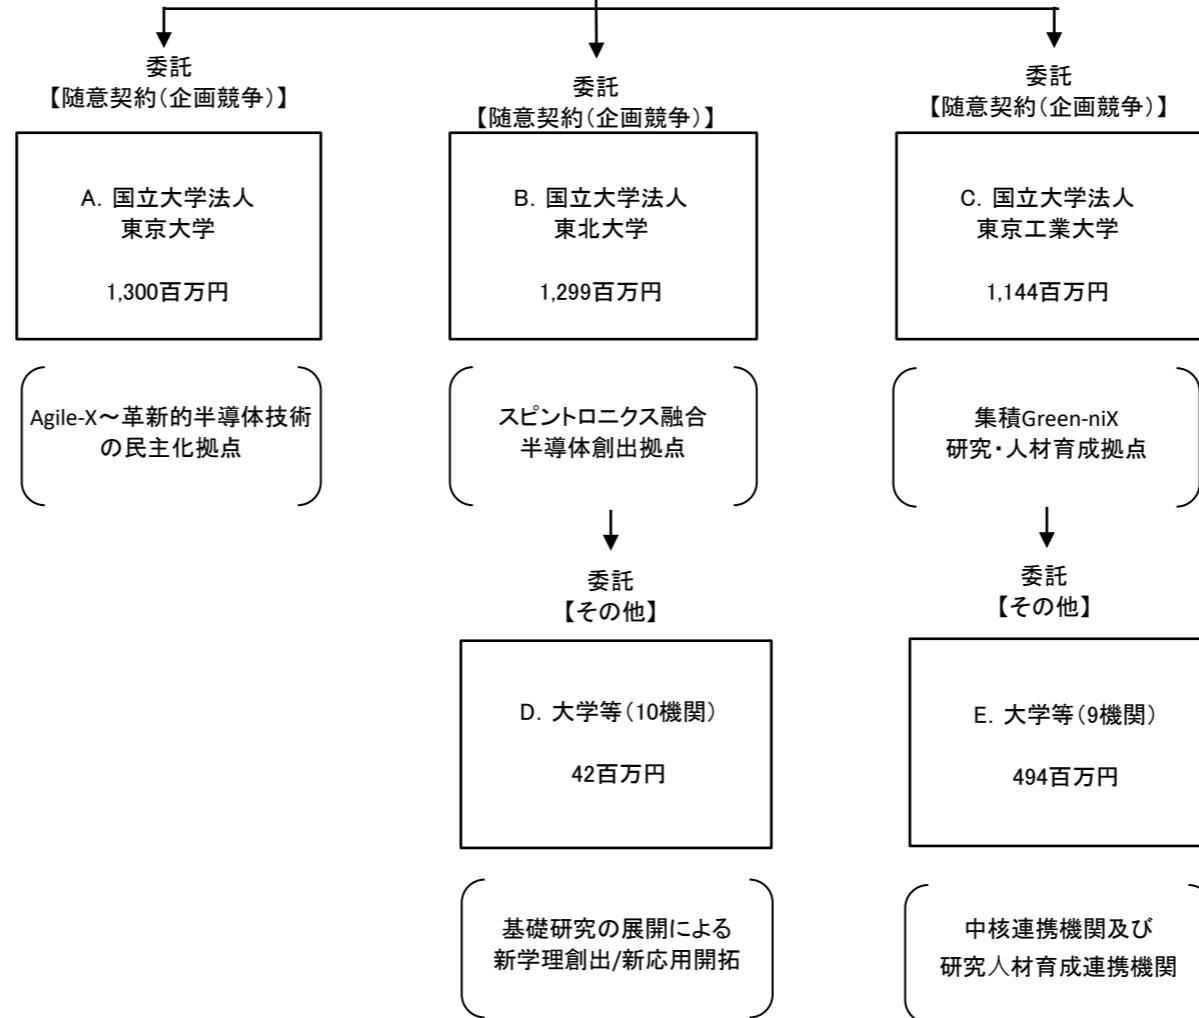 委託
【随意契約(企画競争)】
A. 国立大学法人
東京大学
1,300百万円
Agile-X～革新的半導体技術
の民主化拠点
委託
【随意契約(企画競争)】
B. 国立大学法人
東北大学
1,299百万円
スピントロニクス融合
半導体創出拠点
委託
【随意契約(企画競争)】
C. 国立大学法人
東京工業大学
1,144百万円
集積Green-niX
研究・人材育成拠点
委託
【その他】
D. 大学等(10機関)
42百万円
基礎研究の展開による
新学理創出/新応用開拓
委託
【その他】
E. 大学等(9機関)
494百万円
中核連携機関及び
研究人材育成連携機関